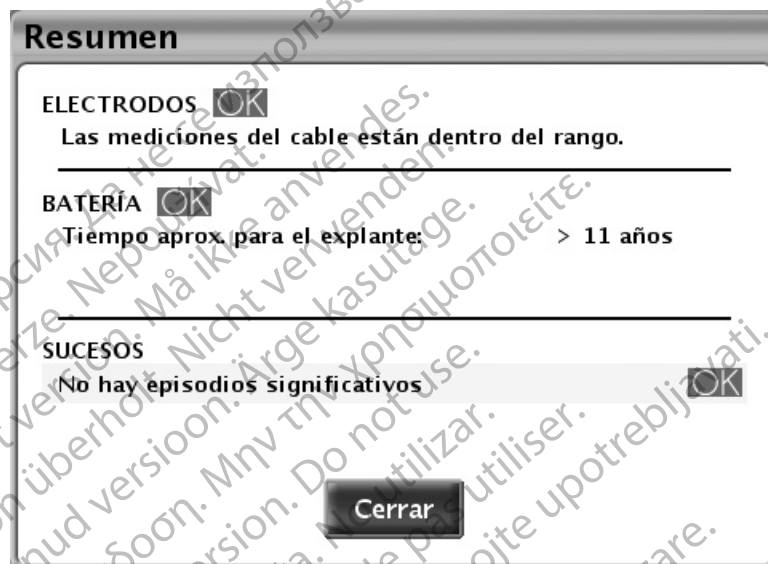 Resumen
ELECTRODOS OK
Las mediciones del cable están dentro del rango.
BATERÍA OK
Tiempo aprox. para el explante: > 11 años
SUCESOS
No hay episodios significativos OK
Cerrar